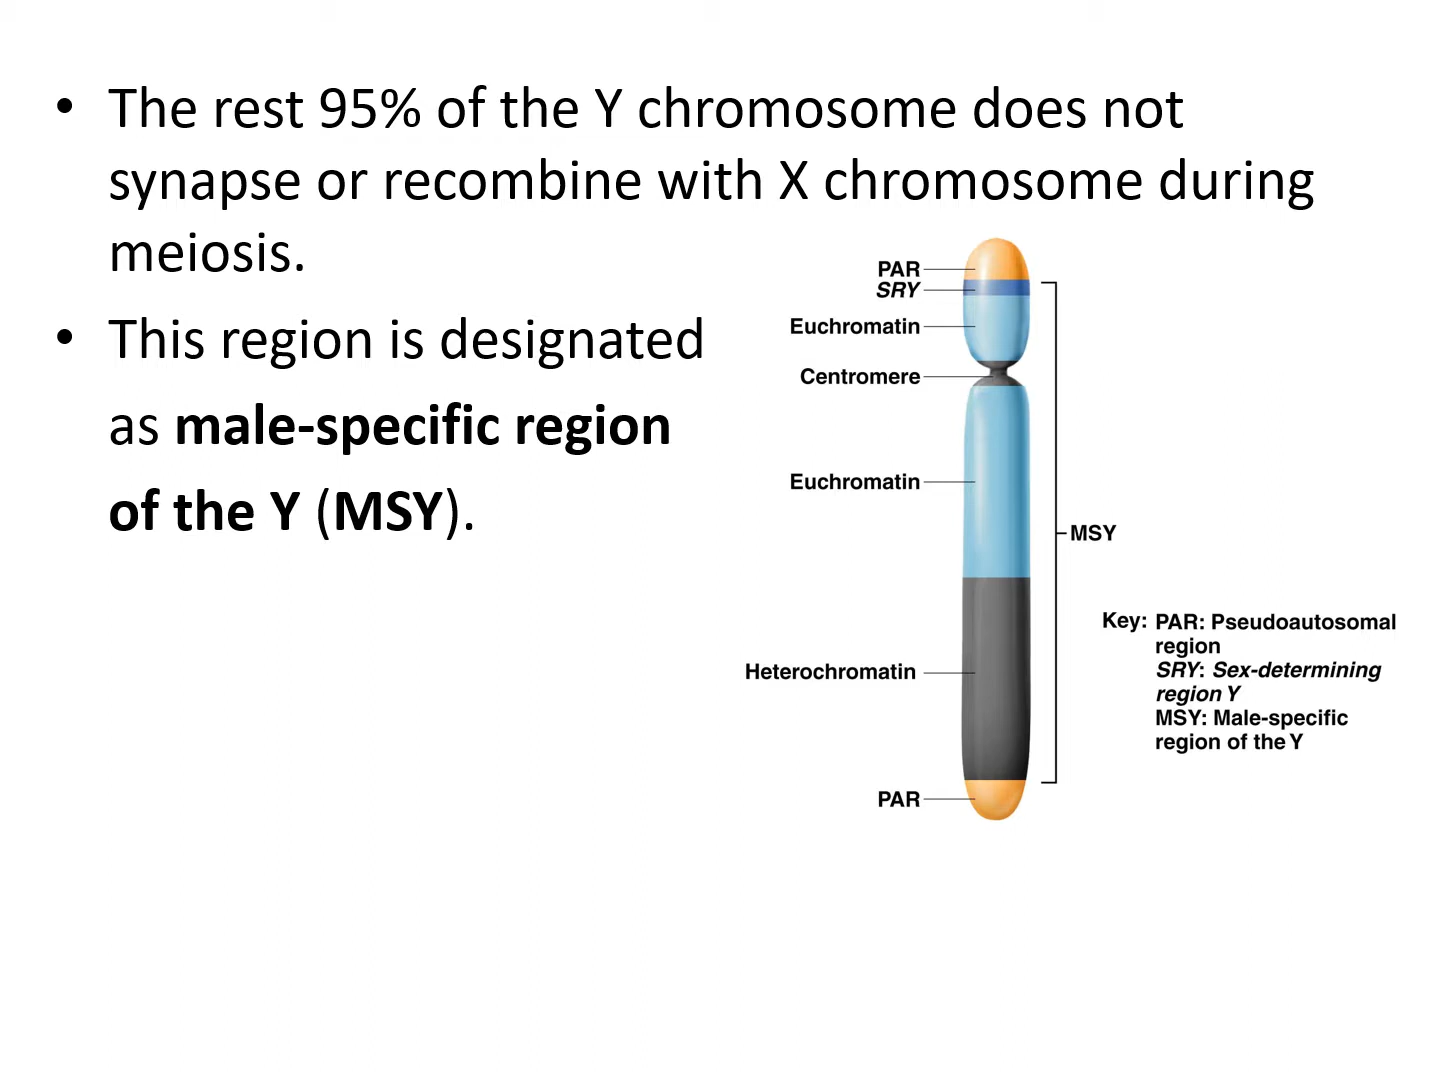 • The rest 95% of the Y chromosome does not
synapse or recombine with X chromosome during
meiosis.
• This region is designated
as male-specific region
of the Y (MSY).
PAR
SRY
Euchromatin
Centromere
Euchromatin
MSY
Heterochromatin
PAR
Key: PAR: Pseudoautosomal
region
SRY: Sex-determining
region Y
MSY: Male-specific
region of the Y